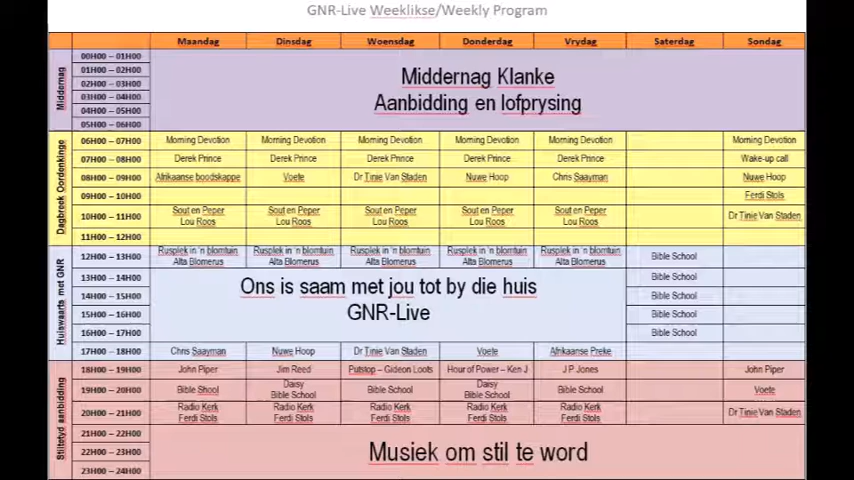 GNR-Live Weeklikse/Weekly Program
Maandag Dinsdag Woensdag Donderdag Vrydag Saterdag Sondag
Middernag
00H00 – 01H00
01H00 – 02H00
02H00 – 03H00
03H00 – 04H00
04H00 – 05H00
05H00 – 06H00
Middernag Klanke
Aanbidding en lofprysing
Dagbreek Oordenkinge
06H00 – 07H00 Morning Devotion Morning Devotion Morning Devotion Morning Devotion Morning Devotion Morning Devotion
07H00 – 08H00 Derek Prince Derek Prince Derek Prince Derek Prince Derek Prince Wake-up call
08H00 – 09H00 Afrikaanse boodskappe Voete Dr Tinie Van Staden Nuwe Hoop Chris Saayman Nuwe Hoop
09H00 – 10H00 Ferdi Stols
10H00 – 11H00 Sout en Peper Sout en Peper Sout en Peper Sout en Peper Sout en Peper Dr Tinie Van Staden
Lou Roos Lou Roos Lou Roos Lou Roos Lou Roos
11H00 – 12H00
Huiswaarts met GNR
12H00 – 13H00 Rusplek in 'n blomtuin Rusplek in 'n blomtuin Rusplek in 'n blomtuin Rusplek in 'n blomtuin Rusplek in 'n blomtuin Bible School
Alta Blomerus Alta Blomerus Alta Blomerus Alta Blomerus Alta Blomerus
13H00 – 14H00 Bible School
14H00 – 15H00 Bible School
15H00 – 16H00 Bible School
16H00 – 17H00 Bible School
Ons is saam met jou tot by die huis
GNR-Live
17H00 – 18H00 Chris Saayman Nuwe Hoop Dr Tinie Van Staden Voete Afrikaanse Preke
Stiltetyd aanbidding
18H00 – 19H00 John Piper Jim Reed Putstop – Gideon Loots Hour of Power – Ken J J P Jones John Piper
19H00 – 20H00 Bible Shool Daisy Bible School Daisy Bible School Voete
Bible School Bible School
20H00 – 21H00 Radio Kerk Radio Kerk Radio Kerk Radio Kerk Radio Kerk Dr Tinie Van Staden
Ferdi Stols Ferdi Stols Ferdi Stols Ferdi Stols Ferdi Stols
21H00 – 22H00
22H00 – 23H00
23H00 – 24H00
Musiek om stil te word